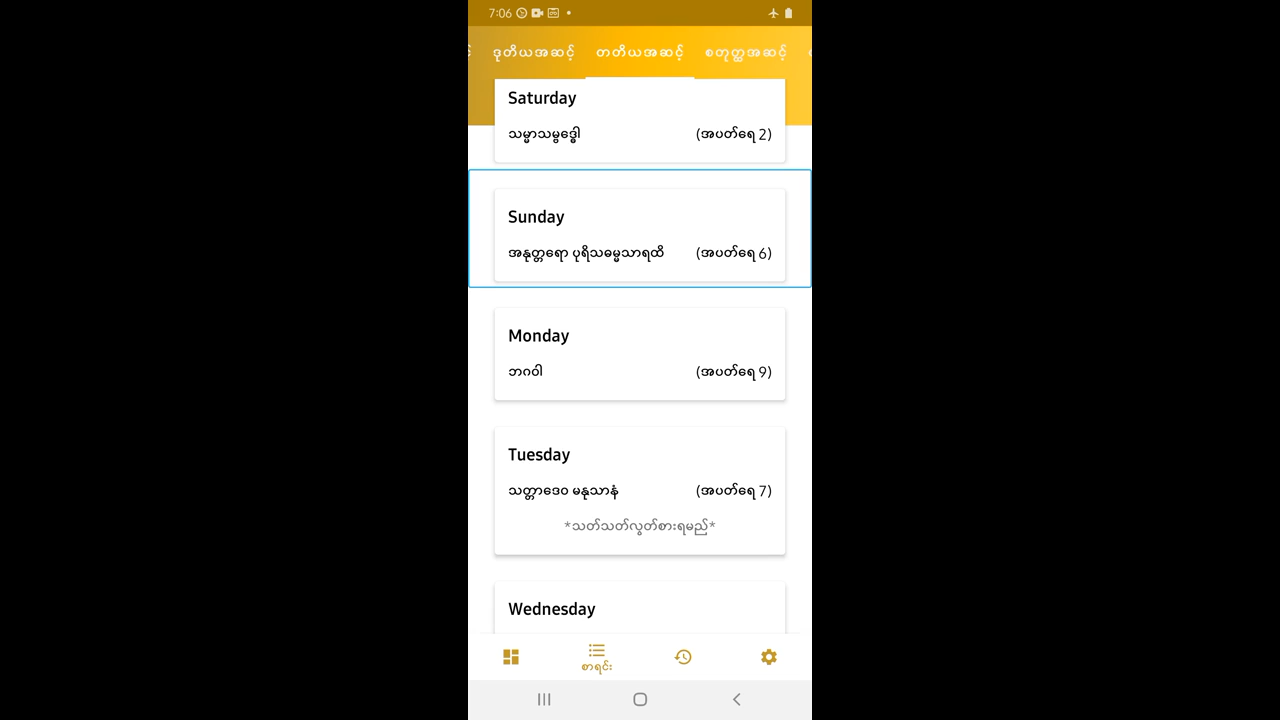 7:06
ဒုတိယအဆင့် တတိယအဆင့် စတုတ္ထအဆင့်
Saturday
သမ္မာသမ္ဗုဒ္ဓေါ (အပတ်ရေ 2)
Sunday
အနုတ္တရော ပုရိသဓမ္မသာရထိ (အပတ်ရေ 6)
Monday
ဘဂဝါ (အပတ်ရေ 9)
Tuesday
သတ္တာဒေဝ မနုသာနံ (အပတ်ရေ 7)
*သတ်သတ်လွတ်စားရမည်*
Wednesday
စာရင်း